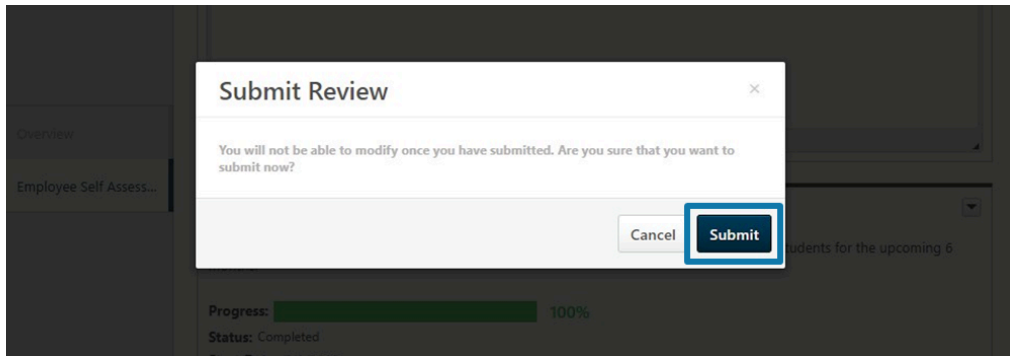 Submit Review ×
You will not be able to modify once you have submitted. Are you sure that you want to
submit now?
Overview
Employee Self Assess...
Cancel Submit
tudents for the upcoming 6
Progress: 100%
Status: Completed